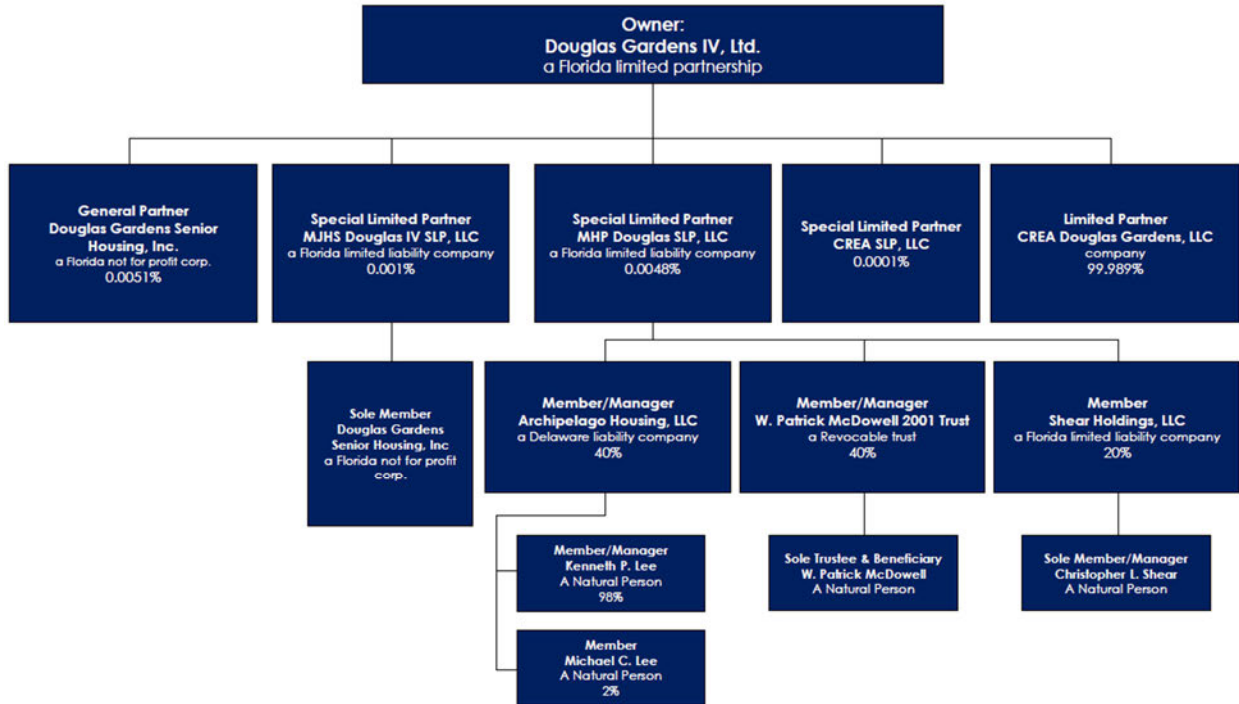 Owner:
Douglas Gardens IV, Ltd.
a Florida limited partnership
General Partner
Douglas Gardens Senior
Housing, Inc.
a Florida not for profit corp.
0.0051%
Special Limited Partner
MJHS Douglas IV SLP, LLC
a Florida limited liability company
0.001%
Special Limited Partner
MHP Douglas SLP, LLC
a Florida limited liability company
0.0048%
Special Limited Partner
CREA SLP, LLC
0.0001%
Limited Partner
CREA Douglas Gardens, LLC
company
99.989%
Sole Member
Douglas Gardens
Senior Housing, Inc
a Florida not for profit
corp.
Member/Manager
Archipelago Housing, LLC
a Delaware liability company
40%
Member/Manager
W. Patrick McDowell 2001 Trust
a Revocable trust
40%
Member
Shear Holdings, LLC
a Florida limited liability company
20%
Member/Manager
Kenneth P. Lee
A Natural Person
98%
Member
Michael C. Lee
A Natural Person
2%
Sole Trustee & Beneficiary
W. Patrick McDowell
A Natural Person
Sole Member/Manager
Christopher L. Shear
A Natural Person